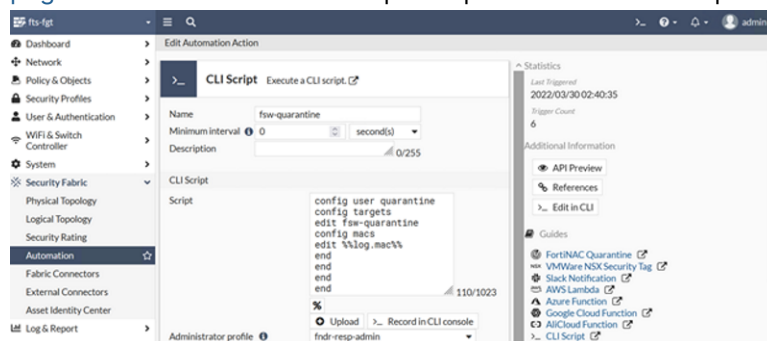 fts-fgt
admin
Dashboard
Network
Policy & Objects
Security Profiles
User & Authentication
WiFi & Switch
Controller
System
Security Fabric
Physical Topology
Logical Topology
Security Rating
Automation
Fabric Connectors
External Connectors
Asset Identity Center
Log & Report
Edit Automation Action
>_ CLI Script Execute a CLI script.
Name fsw-quarantine
Minimum interval 0 second(s)
Description 0/255
CLI Script
Script
config user quarantine
config targets
edit fsw-quarantine
config macs
edit %%log.mac%%
end
end
end
end
110/1023
%
Upload >_ Record in CLI console
Administrator profile fndr-resp-admin
Statistics
Last Triggered
2022/03/30 02:40:35
Trigger Count
6
Additional Information
API Preview
References
>_ Edit in CLI
Guides
FortiNAC Quarantine
VMWare NSX Security Tag
Slack Notification
AWS Lambda
Azure Function
Google Cloud Function
AliCloud Function
>_ CLI Script